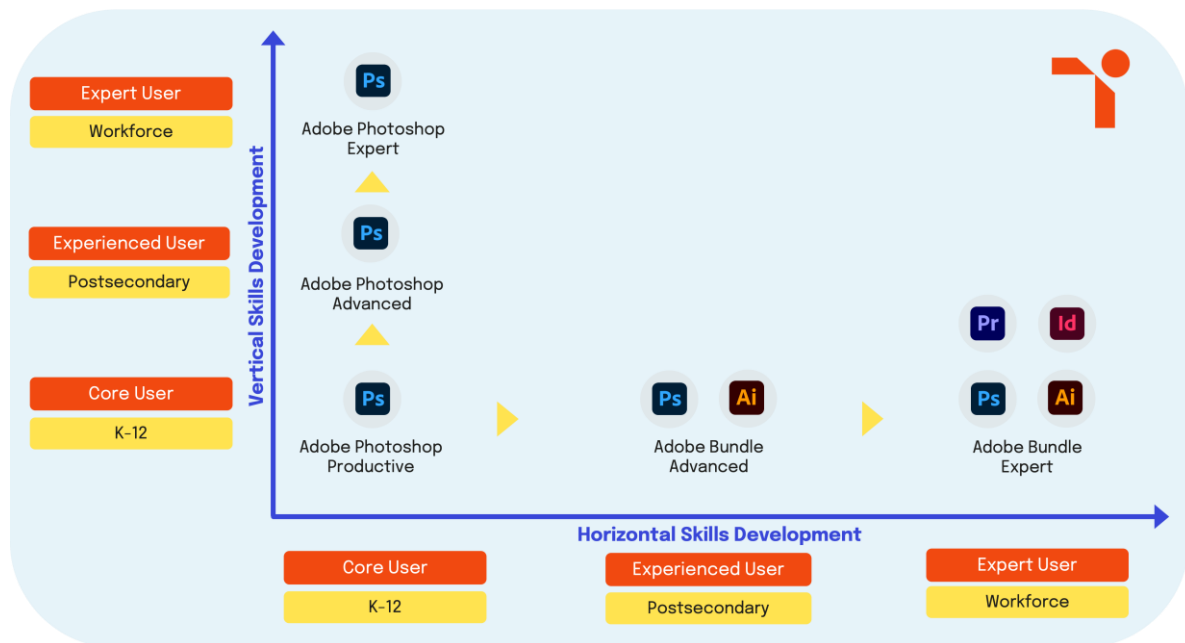 Expert User
Workforce
Experienced User
Postsecondary
Core User
K-12
Vertical Skills Development
Ps
Adobe Photoshop
Expert
Ps
Adobe Photoshop
Advanced
Ps
Adobe Photoshop
Productive
Ps Ai
Adobe Bundle
Advanced
Pr Id
Ps Ai
Adobe Bundle
Expert
Horizontal Skills Development
Core User
K-12
Experienced User
Postsecondary
Expert User
Workforce